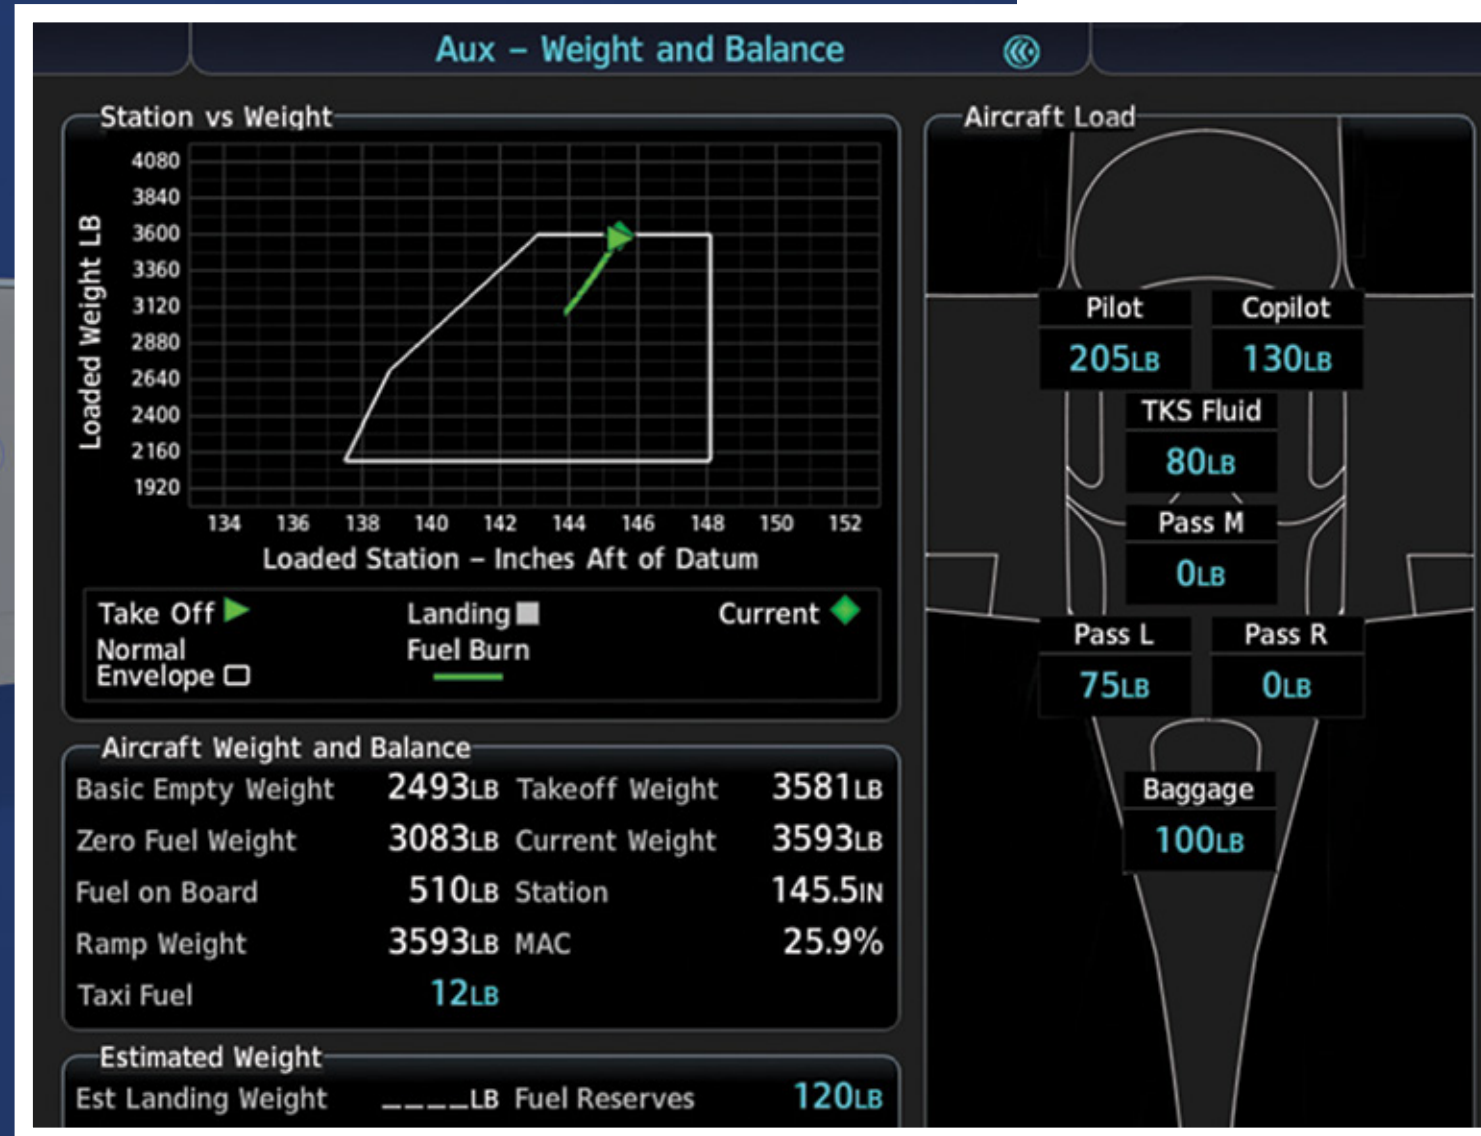 Aux – Weight and Balance
Station vs Weight
4080
3840
3600
3360
3120
2880
2640
2400
2160
1920
Loaded Weight LB
134 136 138 140 142 144 146 148 150 152
Loaded Station – Inches Aft of Datum
Take Off Landing Current
Normal Envelope Fuel Burn
Aircraft Weight and Balance
Basic Empty Weight 2493LB Takeoff Weight 3581LB
Zero Fuel Weight 3083LB Current Weight 3593LB
Fuel on Board 510LB Station 145.5IN
Ramp Weight 3593LB MAC 25.9%
Taxi Fuel 12LB
Estimated Weight
Est Landing Weight ____LB Fuel Reserves 120LB
Aircraft Load
Pilot Copilot
205LB 130LB
TKS Fluid
80LB
Pass M
0LB
Pass L Pass R
75LB 0LB
Baggage
100LB